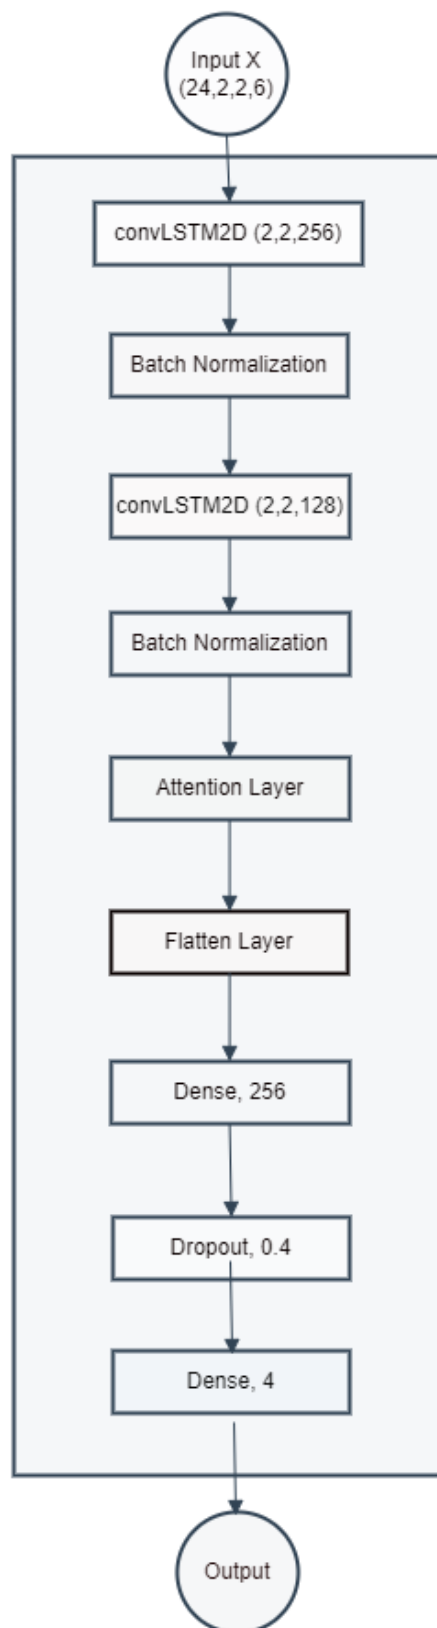 Input X
(24,2,2,6)
convLSTM2D (2,2,256)
Batch Normalization
convLSTM2D (2,2,128)
Batch Normalization
Attention Layer
Flatten Layer
Dense, 256
Dropout, 0.4
Dense, 4
Output